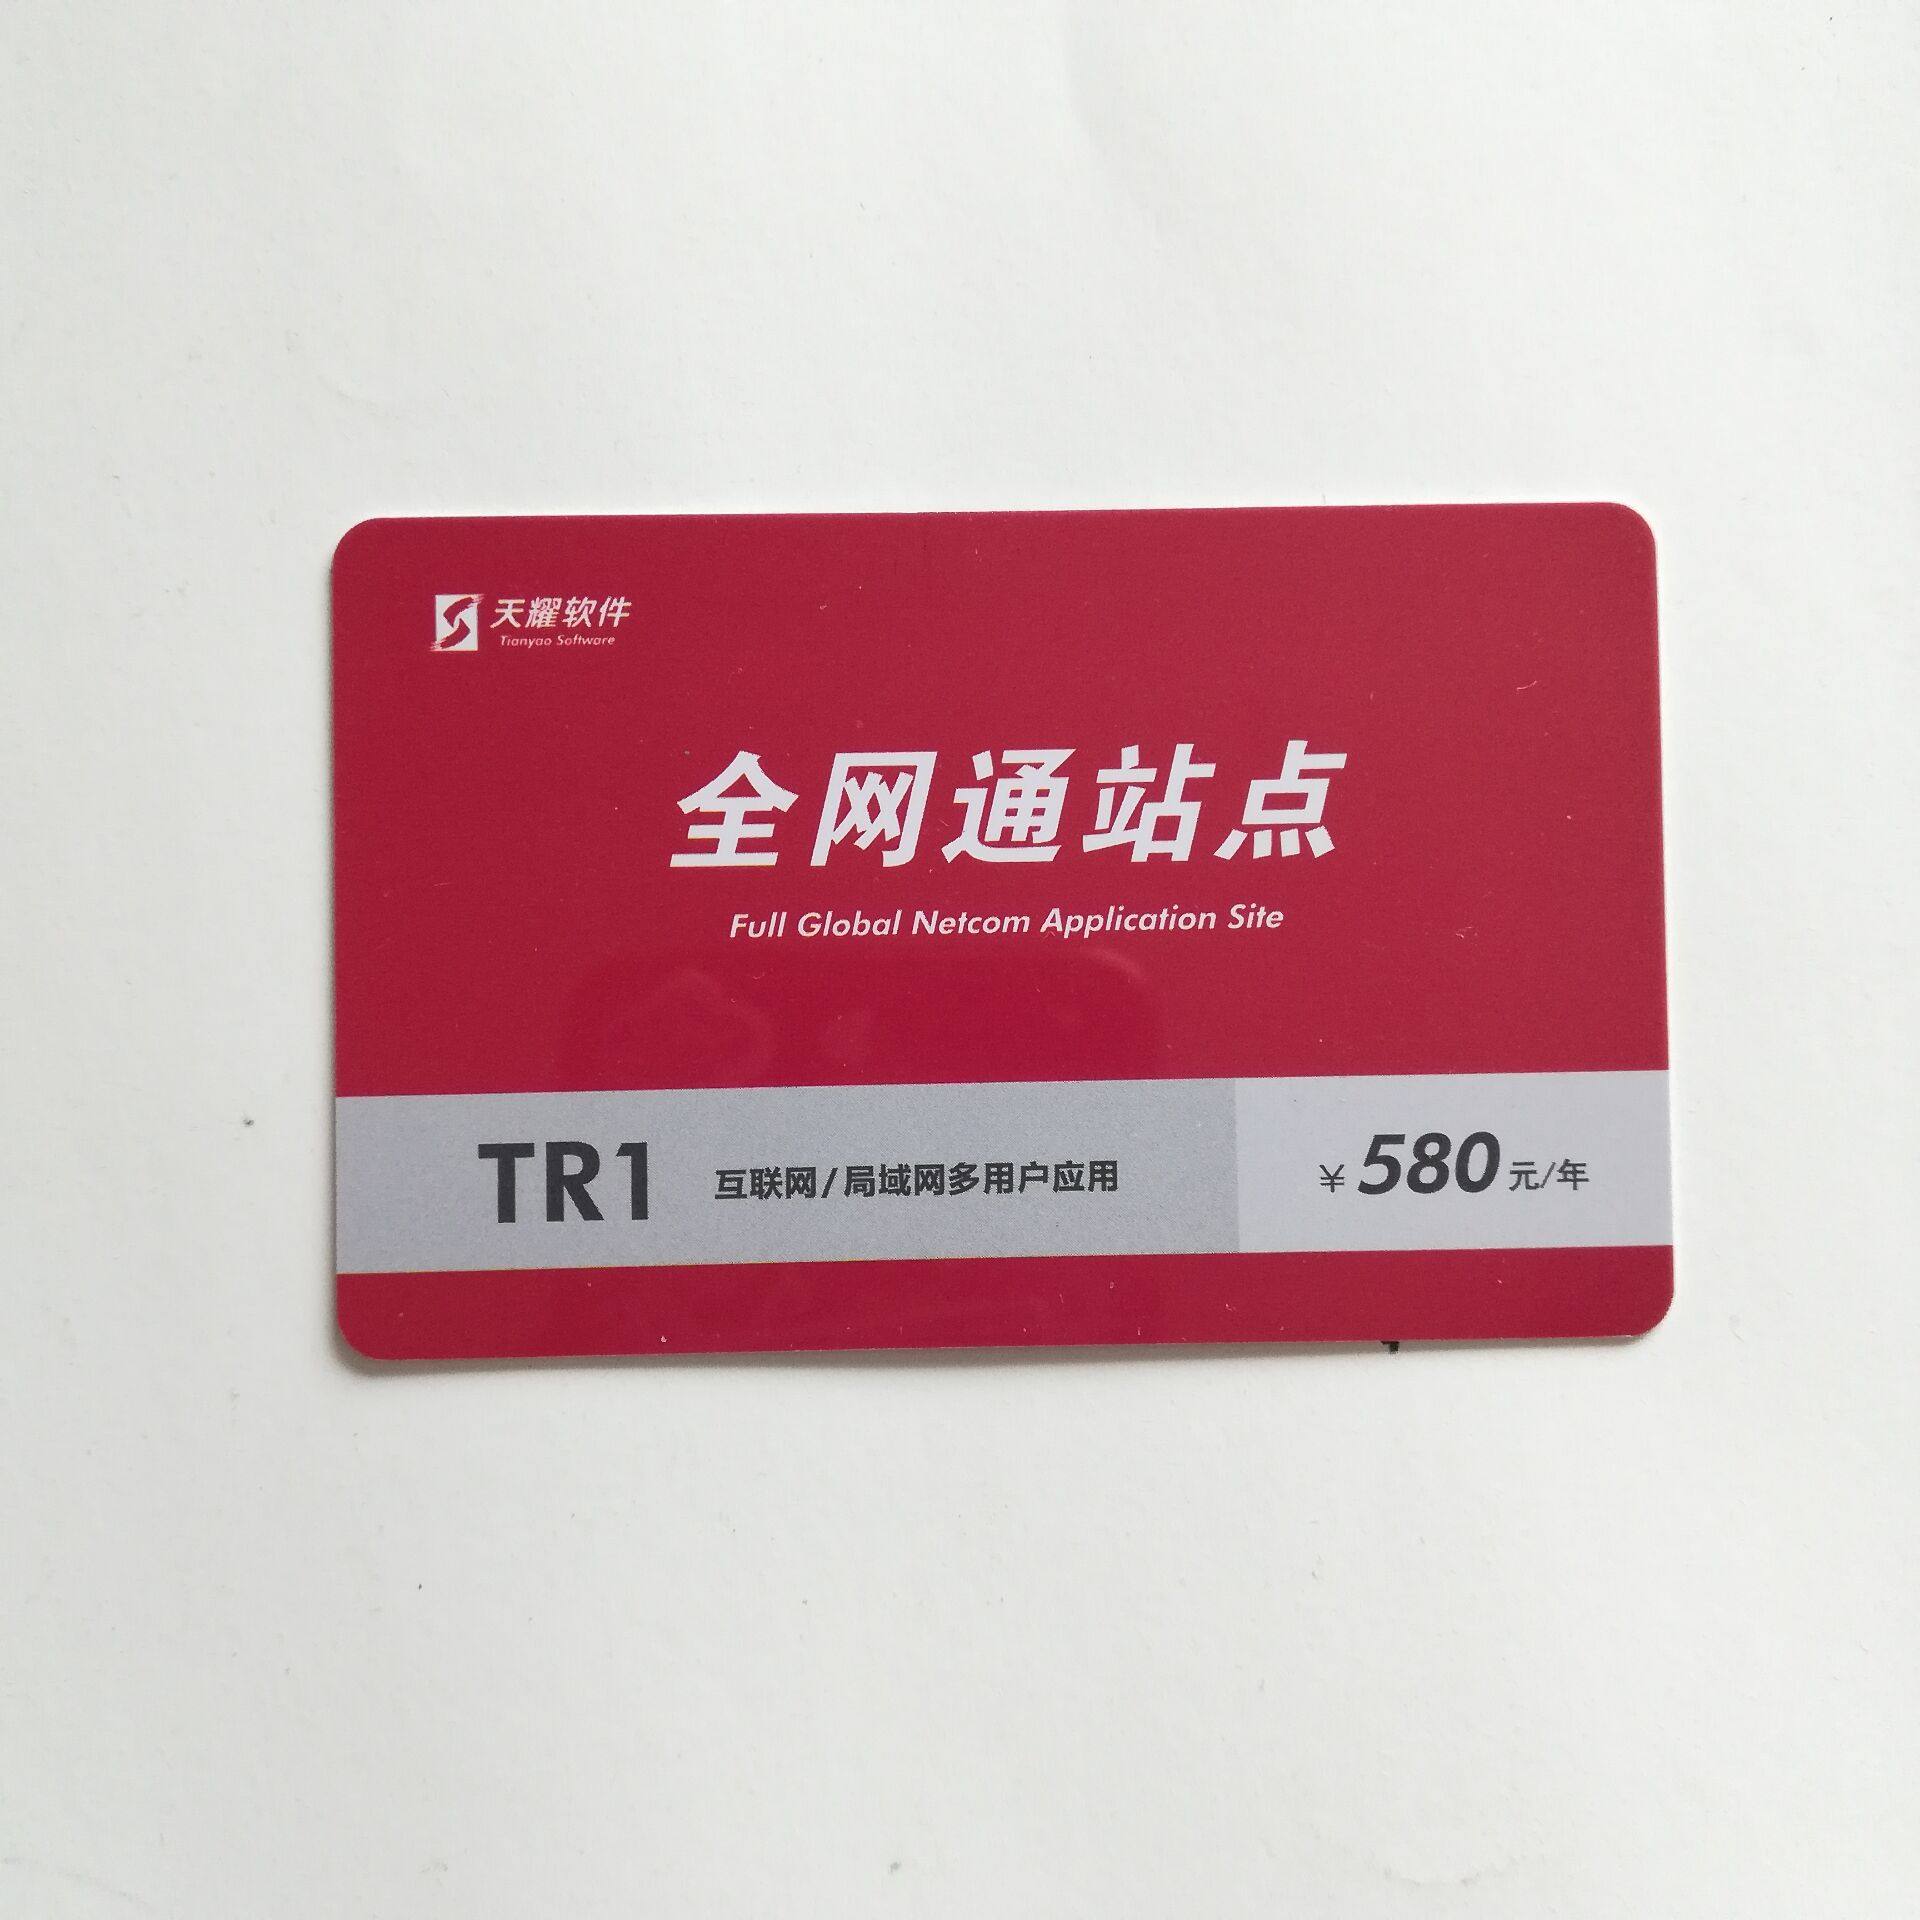 天耀软件
Tianyao Software
全网通站点
Full Global Netcom Application Site
TR1 互联网/局域网多用户应用 ¥580元/年